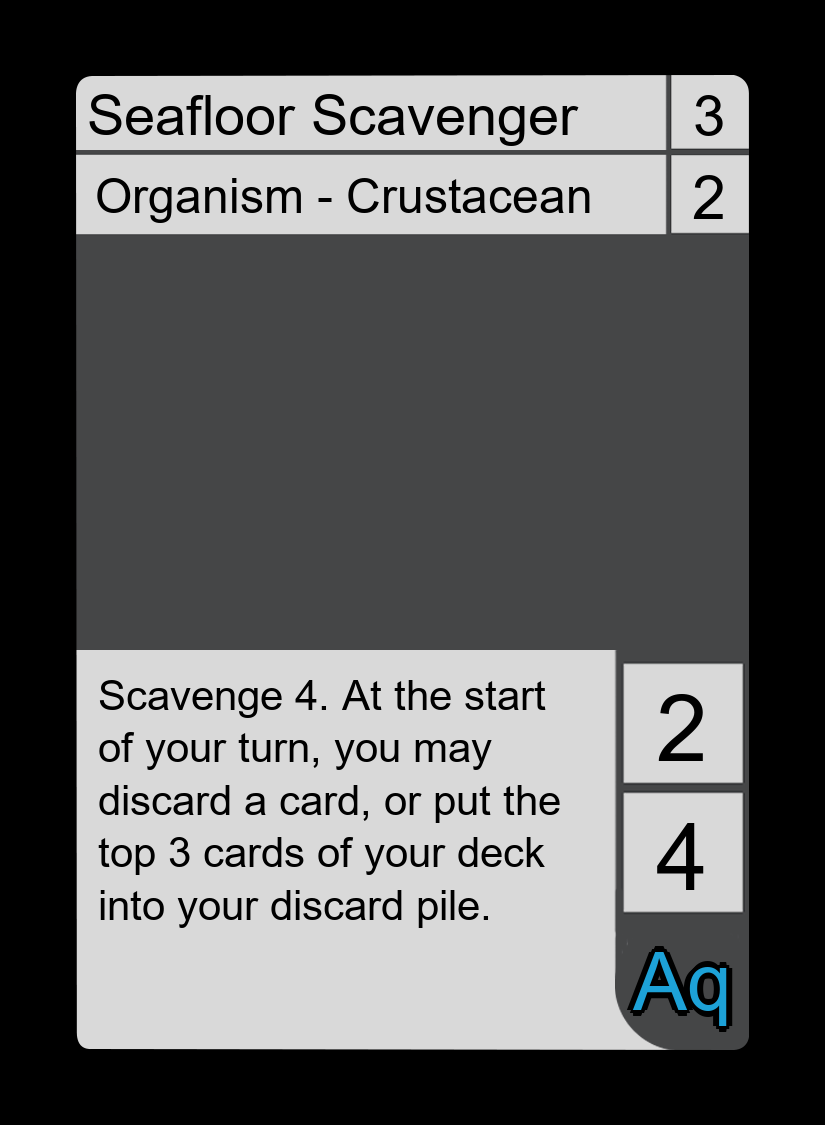 Seafloor Scavenger 3
Organism - Crustacean 2
Scavenge 4. At the start
of your turn, you may
discard a card, or put the
top 3 cards of your deck
into your discard pile.
2
4
Aq